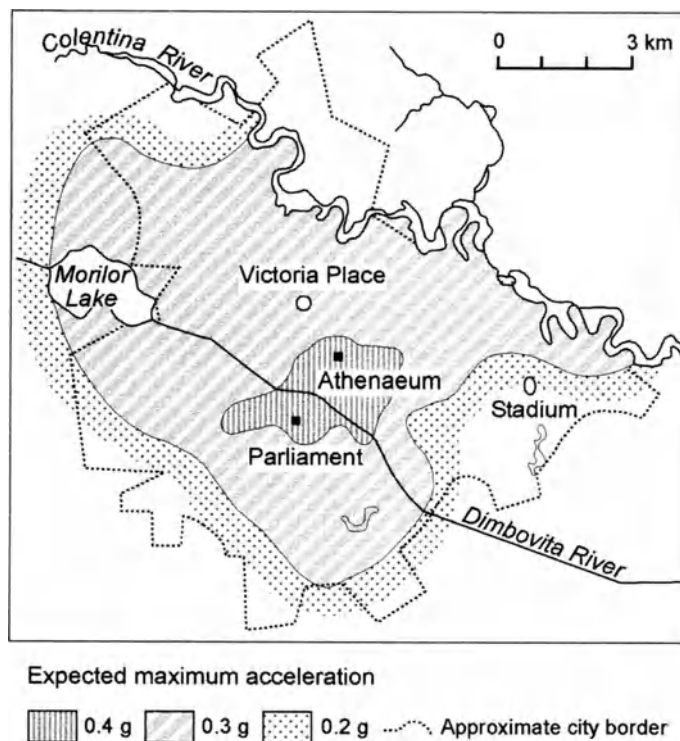 Colentina River
0 3 km
Morilor
Lake
Victoria Place
Athenaeum
Stadium
Parliament
Dimbovita River
Expected maximum acceleration
0.4 g 0.3 g 0.2 g Approximate city border